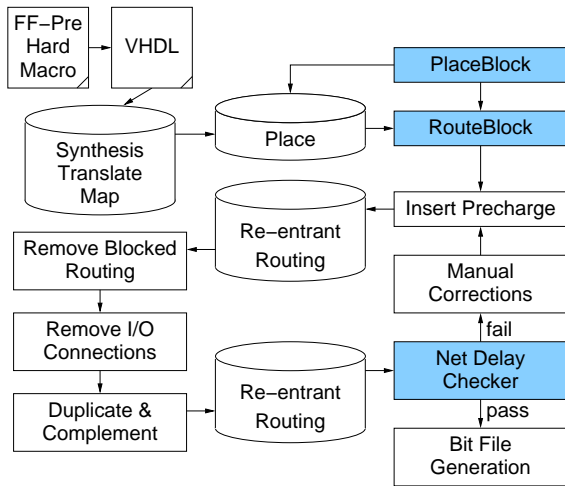 FF−Pre
Hard
Macro
VHDL
PlaceBlock
Synthesis
Translate
Map
Place
RouteBlock
Re−entrant
Routing
Insert Precharge
Remove Blocked
Routing
Manual
Corrections
Remove I/O
Connections
fail
Re−entrant
Routing
Net Delay
Checker
Duplicate &
Complement
pass
Bit File
Generation